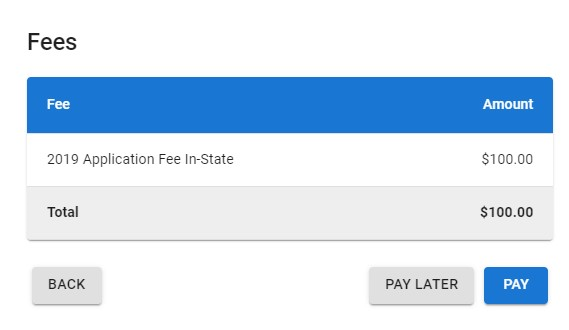 Fees
Fee Amount
2019 Application Fee In-State $100.00
Total $100.00
BACK PAY LATER PAY